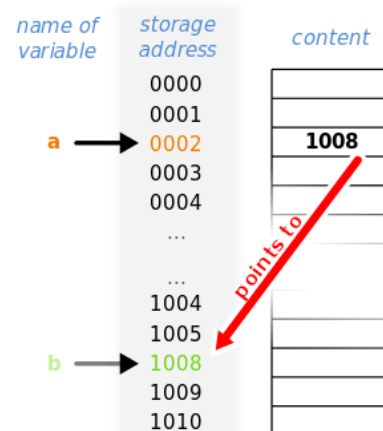 name of
variable
storage
address
content
0000
0001
a
0002
1008
0003
0004
...
points to
...
1004
1005
b
1008
1009
1010